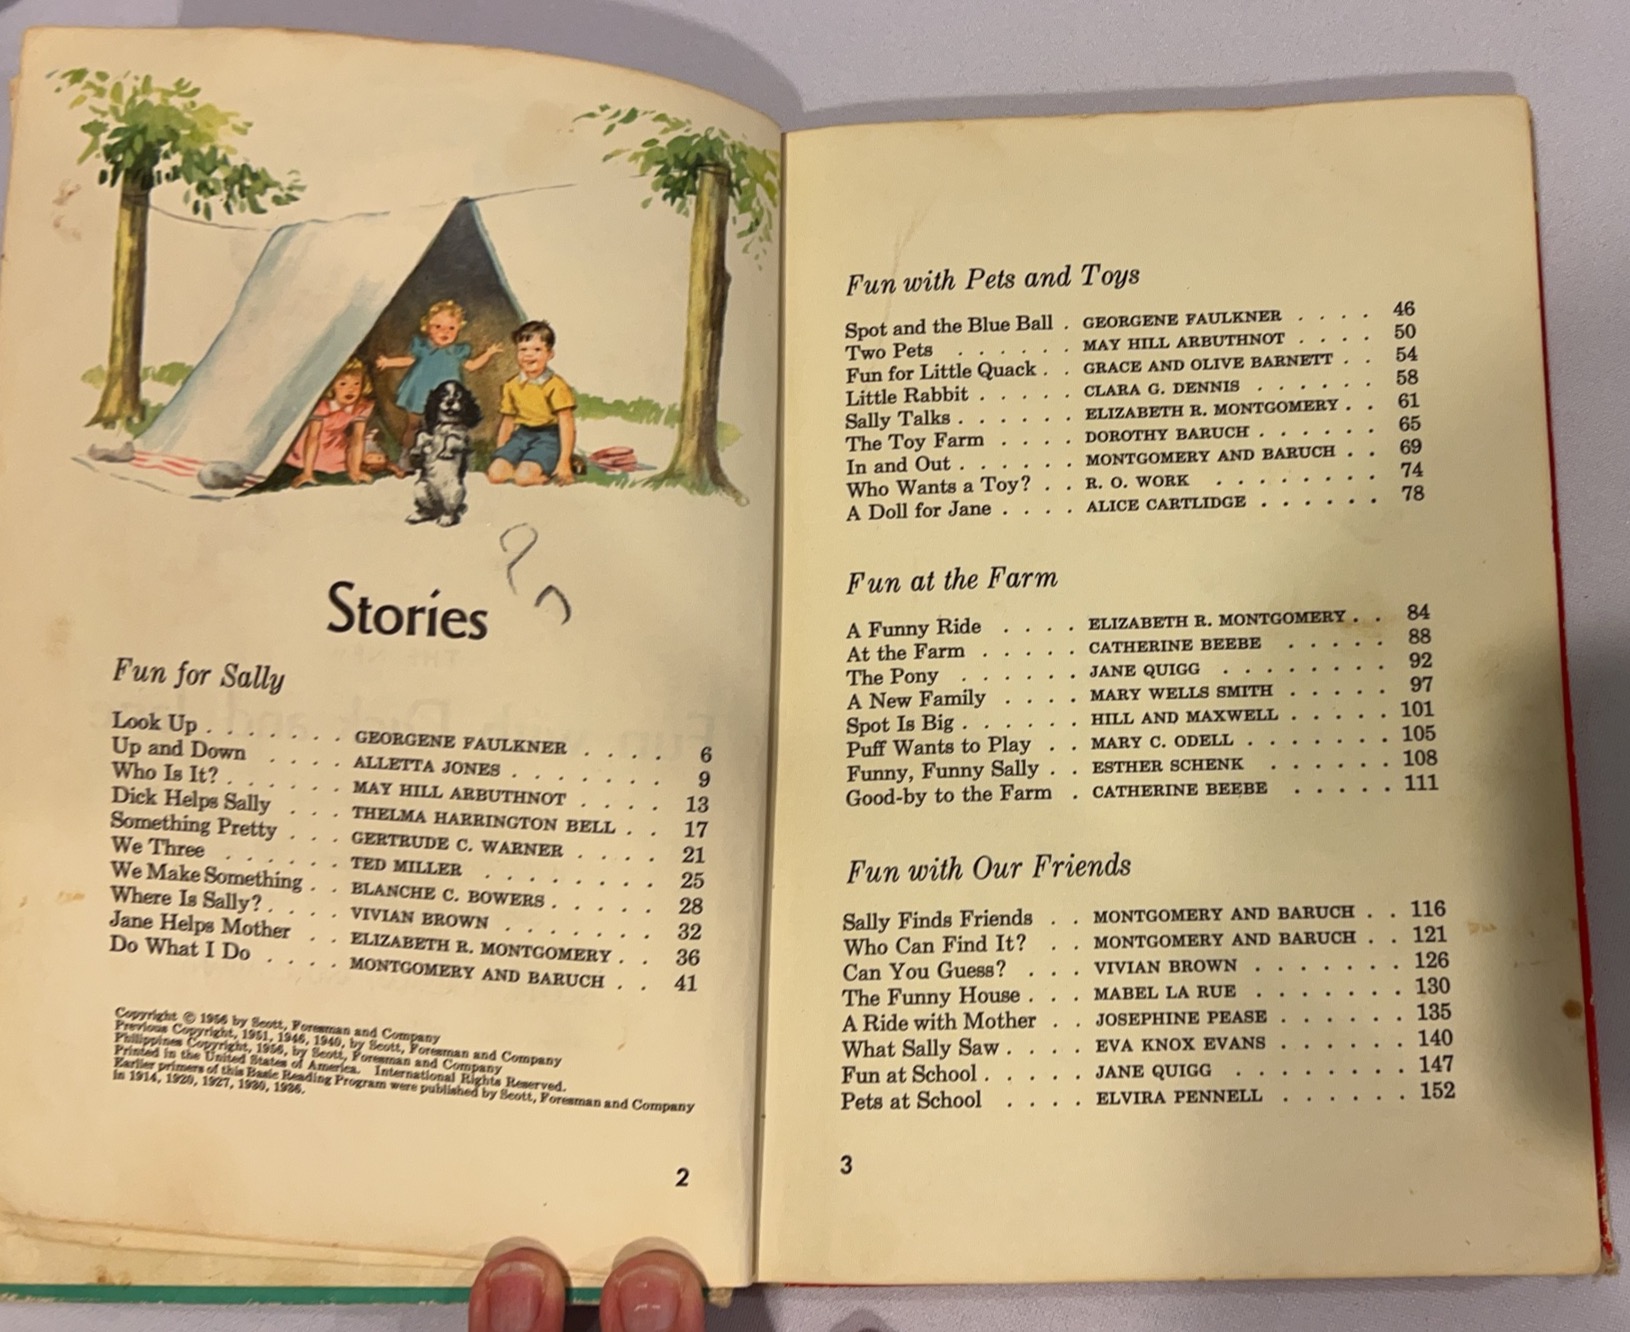 Stories
Fun for Sally
Look Up . . . . . . . GEORGENE FAULKNER . . . . 6
Up and Down . . . . ALLETTA JONES . . . . . . . 9
Who Is It? . . . . . . MAY HILL ARBUTHNOT . . . . 13
Dick Helps Sally . . . THELMA HARRINGTON BELL . . 17
Something Pretty . . . GERTRUDE C. WARNER . . . . 21
We Three . . . . . . TED MILLER . . . . . . . . 25
We Make Something . . BLANCHE C. BOWERS . . . . . 28
Where Is Sally? . . . . VIVIAN BROWN . . . . . . . 32
Jane Helps Mother . . ELIZABETH R. MONTGOMERY . . 36
Do What I Do . . . . MONTGOMERY AND BARUCH . . 41
Copyright © 1956 by Scott, Foresman and Company
Previous Copyright, 1951, 1946, 1940, by Scott, Foresman and Company
Philippines Copyright, 1956, by Scott, Foresman and Company
Printed in the United States of America. International Rights Reserved.
Earlier primers of this Basic Reading Program were published by Scott, Foresman and Company
in 1914, 1920, 1927, 1930, 1936.
2
Fun with Pets and Toys
Spot and the Blue Ball . GEORGENE FAULKNER . . . . 46
Two Pets . . . . . . MAY HILL ARBUTHNOT . . . . 50
Fun for Little Quack . . GRACE AND OLIVE BARNETT . . 54
Little Rabbit . . . . . CLARA G. DENNIS . . . . . . 58
Sally Talks . . . . . . ELIZABETH R. MONTGOMERY . . 61
The Toy Farm . . . . DOROTHY BARUCH . . . . . . 65
In and Out . . . . . . MONTGOMERY AND BARUCH . . 69
Who Wants a Toy? . . R. O. WORK . . . . . . . . 74
A Doll for Jane . . . . ALICE CARTLIDGE . . . . . . 78
Fun at the Farm
A Funny Ride . . . . ELIZABETH R. MONTGOMERY . . 84
At the Farm . . . . . CATHERINE BEEBE . . . . . 88
The Pony . . . . . . JANE QUIGG . . . . . . . . 92
A New Family . . . . MARY WELLS SMITH . . . . . 97
Spot Is Big . . . . . . HILL AND MAXWELL . . . . . 101
Puff Wants to Play . . MARY C. ODELL . . . . . . . 105
Funny, Funny Sally . . ESTHER SCHENK . . . . . . 108
Good-by to the Farm . CATHERINE BEEBE . . . . . 111
Fun with Our Friends
Sally Finds Friends . . MONTGOMERY AND BARUCH . . 116
Who Can Find It? . . MONTGOMERY AND BARUCH . . 121
Can You Guess? . . . VIVIAN BROWN . . . . . . . 126
The Funny House . . . MABEL LA RUE . . . . . . . 130
A Ride with Mother . . JOSEPHINE PEASE . . . . . . 135
What Sally Saw . . . . EVA KNOX EVANS . . . . . . 140
Fun at School . . . . . JANE QUIGG . . . . . . . . 147
Pets at School . . . . ELVIRA PENNELL . . . . . . 152
3